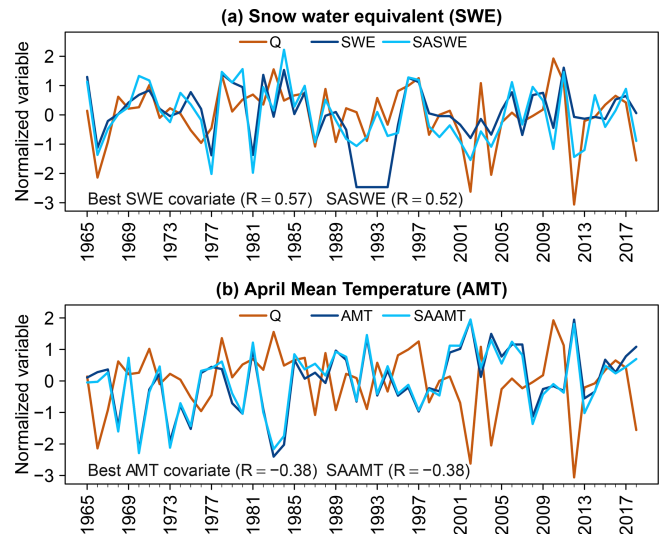 (a) Snow water equivalent (SWE)
Normalized variable
2
1
0
−1
−2
−3
Q SWE SASWE
Best SWE covariate (R = 0.57) SASWE (R = 0.52)
1965 1969 1973 1977 1981 1985 1989 1993 1997 2001 2005 2009 2013 2017
(b) April Mean Temperature (AMT)
Normalized variable
2
1
0
−1
−2
−3
Q AMT SAAMT
Best AMT covariate (R = −0.38) SAAMT (R = −0.38)
1965 1969 1973 1977 1981 1985 1989 1993 1997 2001 2005 2009 2013 2017